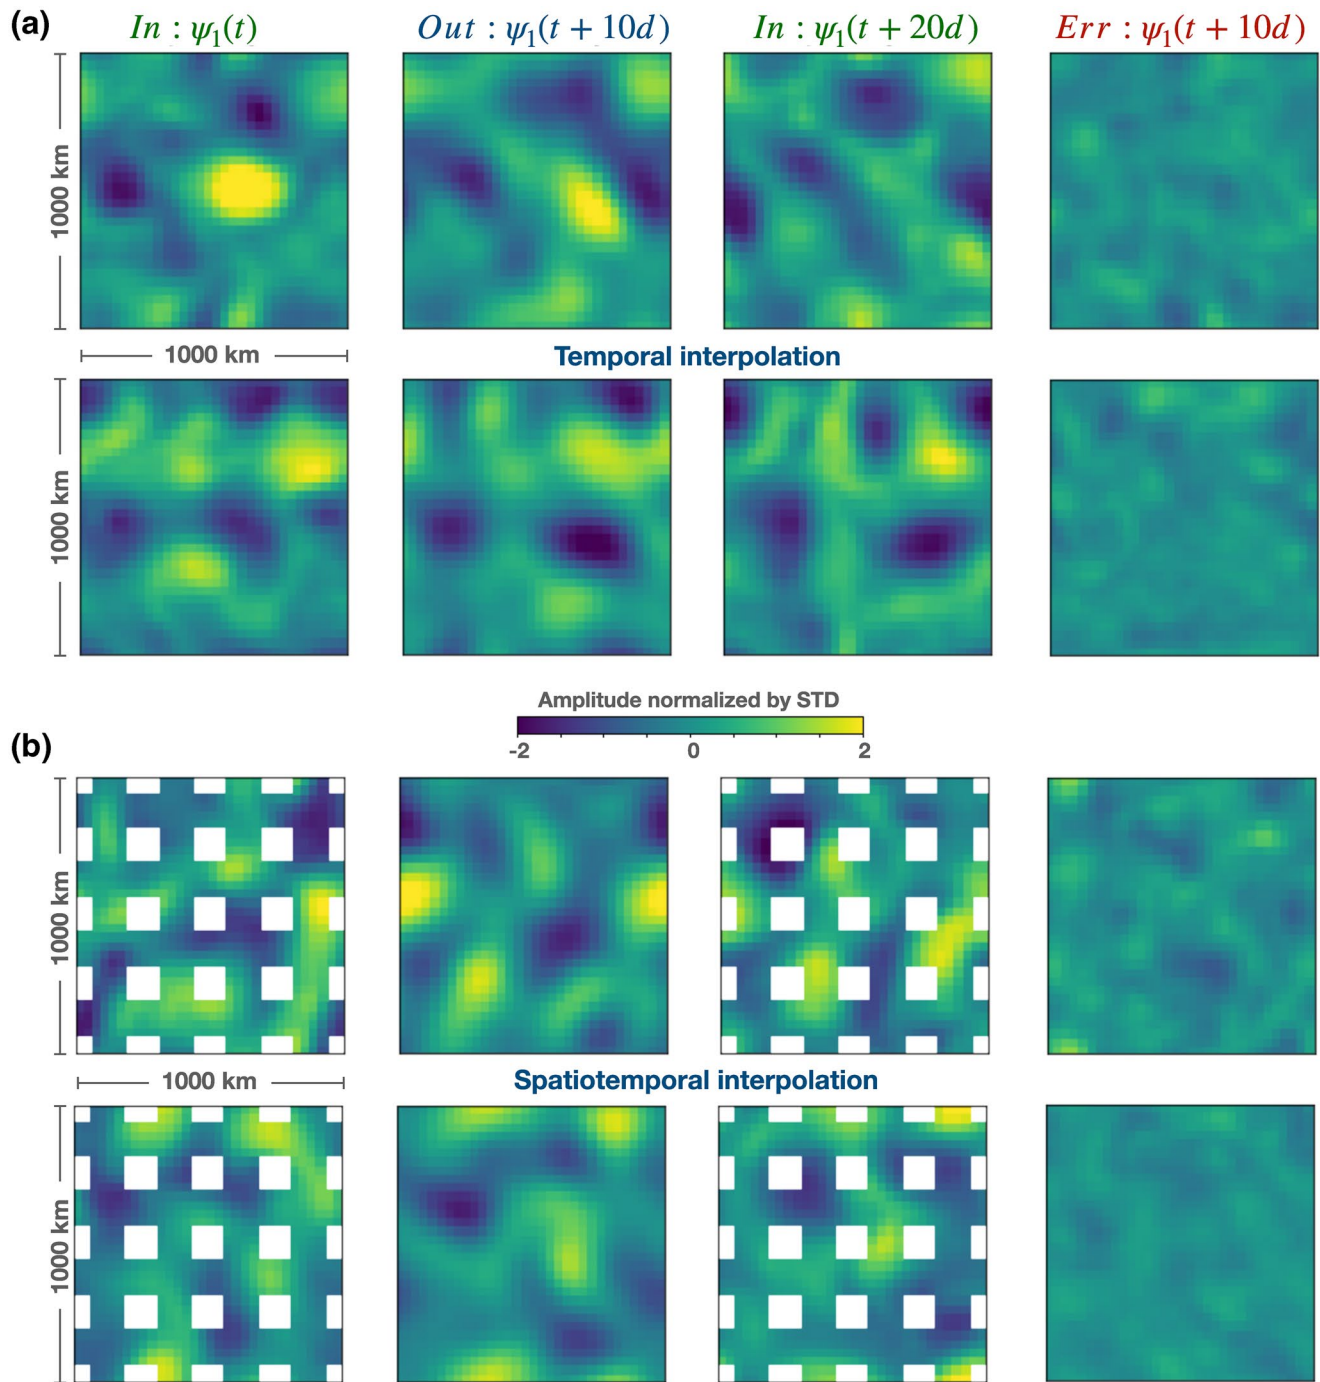 (a)
In : ψ₁(t)
Out : ψ₁(t + 10d)
In : ψ₁(t + 20d)
Err : ψ₁(t + 10d)
1000 km
1000 km
Temporal interpolation
1000 km
Amplitude normalized by STD
-2 0 2
(b)
1000 km
1000 km
Spatiotemporal interpolation
1000 km